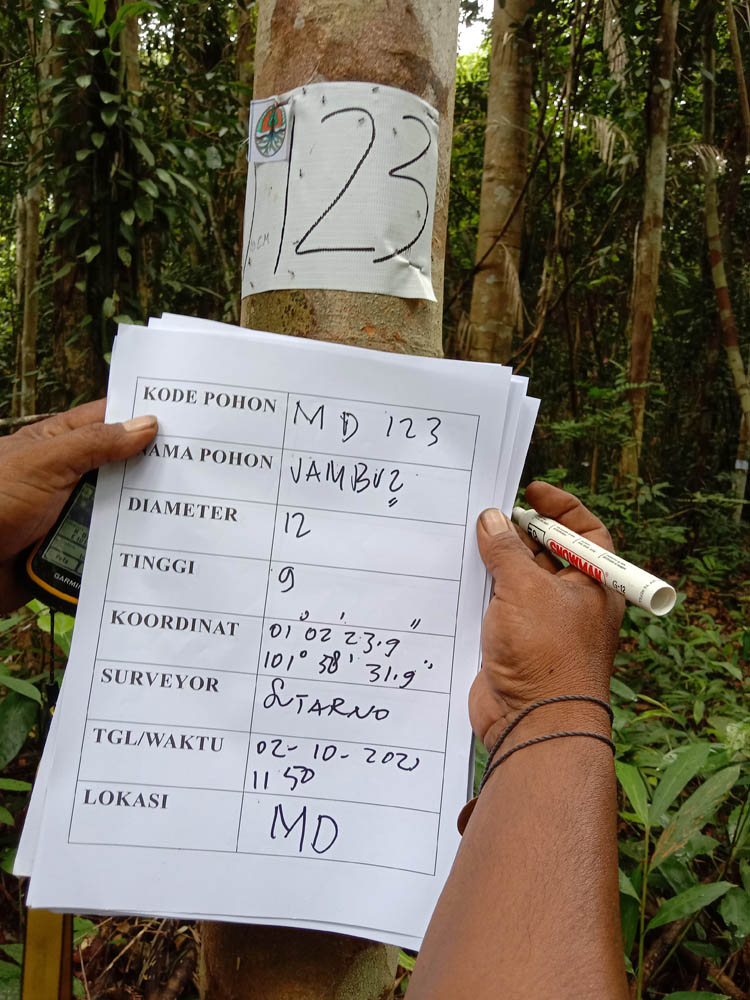 123
KODE POHON MD 123
NAMA POHON JAMBU2
DIAMETER 12
TINGGI 9
KOORDINAT 01° 02' 23.9"
101° 38' 31.9"
SURVEYOR SUTARNO
TGL/WAKTU 02-10-2021
11 50
LOKASI MD
GARMIN
SNOWMAN
G-12